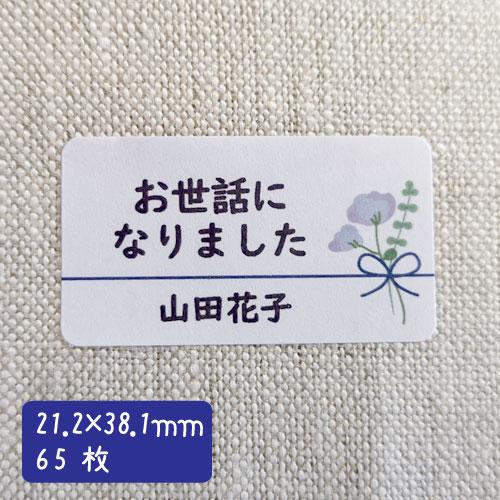 お世話に
なりました
山田花子
21.2×38.1mm
65 枚